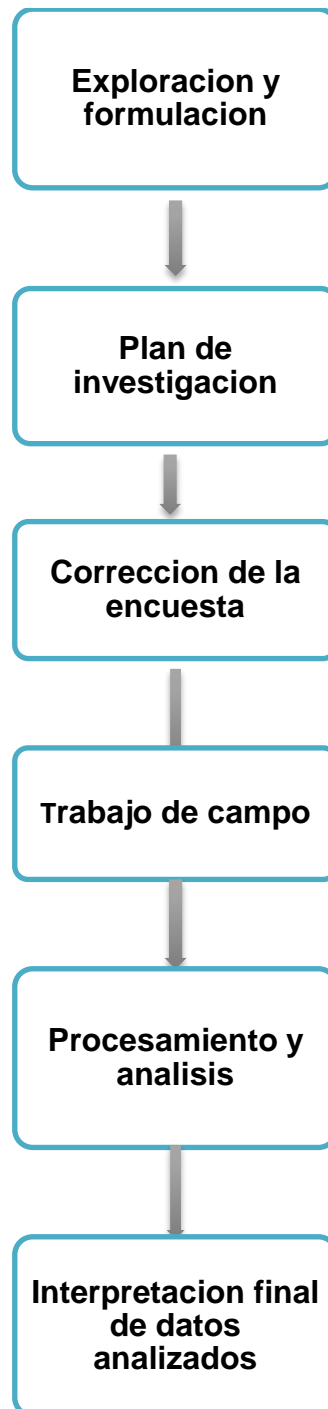 Exploracion y
formulacion
Plan de
investigacion
Correccion de la
encuesta
Trabajo de campo
Procesamiento y
analisis
Interpretacion final
de datos
analizados